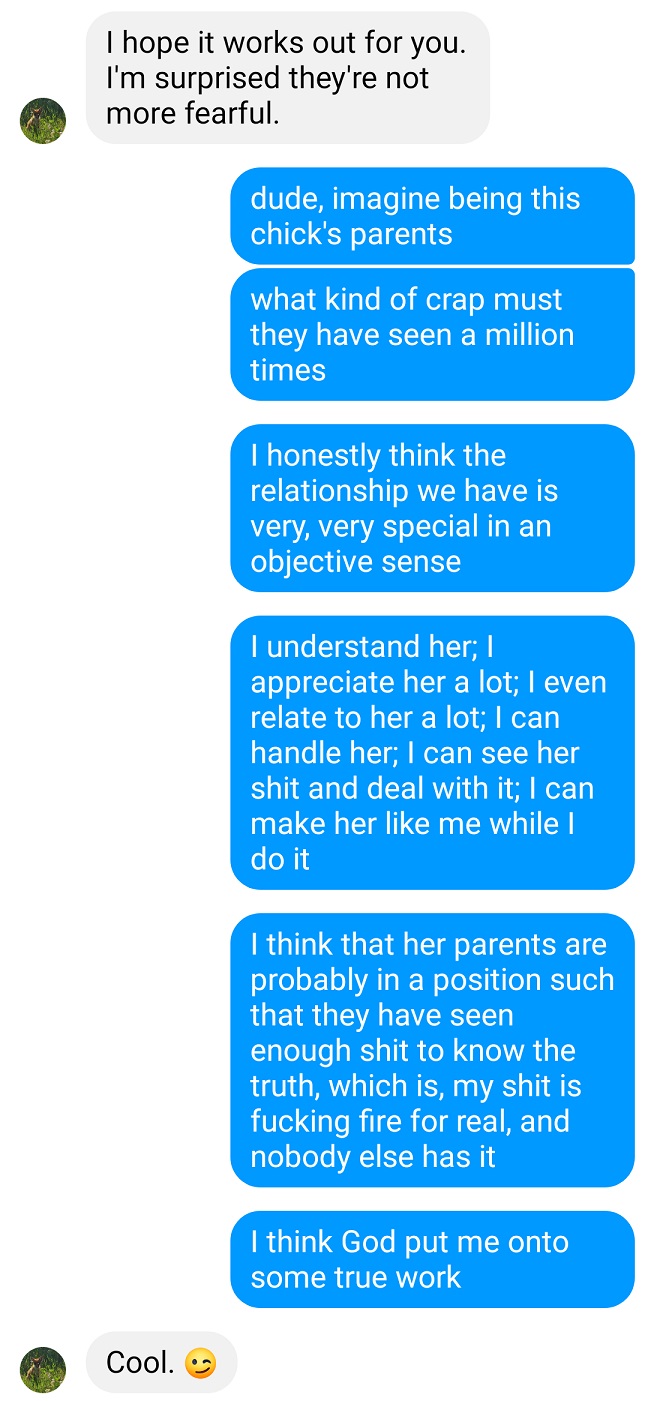 I hope it works out for you.
I'm surprised they're not
more fearful.
dude, imagine being this
chick's parents
what kind of crap must
they have seen a million
times
I honestly think the
relationship we have is
very, very special in an
objective sense
I understand her; I
appreciate her a lot; I even
relate to her a lot; I can
handle her; I can see her
shit and deal with it; I can
make her like me while I
do it
I think that her parents are
probably in a position such
that they have seen
enough shit to know the
truth, which is, my shit is
fucking fire for real, and
nobody else has it
I think God put me onto
some true work
Cool. 😉